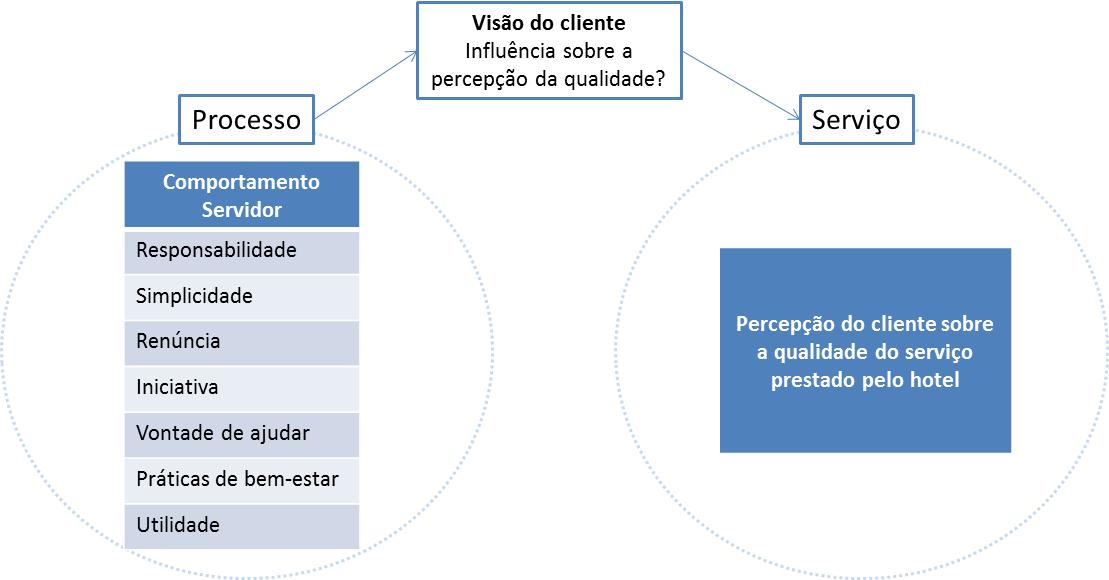 Visão do cliente
Influência sobre a
percepção da qualidade?
Processo
Serviço
Comportamento
Servidor
Responsabilidade
Simplicidade
Renúncia
Iniciativa
Vontade de ajudar
Práticas de bem-estar
Utilidade
Percepção do cliente sobre
a qualidade do serviço
prestado pelo hotel